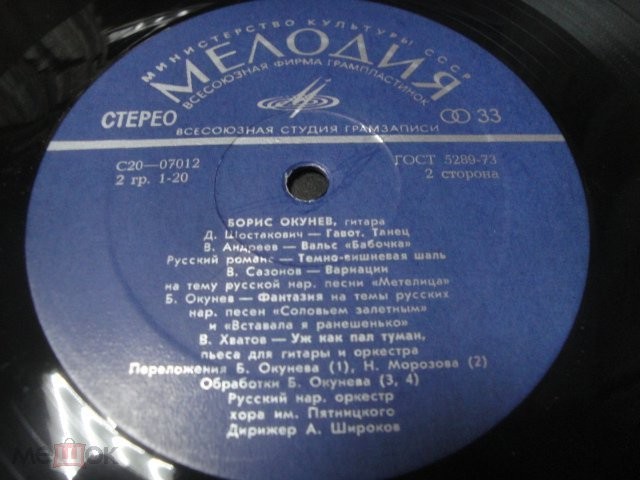 МИНИСТЕРСТВО КУЛЬТУРЫ СССР
МЕЛОДИЯ
ВСЕСОЮЗНАЯ ФИРМА ГРАМПЛАСТИНОК
СТЕРЕО
33
ВСЕСОЮЗНАЯ СТУДИЯ ГРАМЗАПИСИ
С20—07012
ГОСТ 5289-73
2 гр. 1-20
2 сторона
БОРИС ОКУНЕВ, гитара
Д. Шостакович — Гавот. Танец
В. Андреев — Вальс «Бабочка»
Русский романс — Темно-вишневая шаль
В. Сазонов — Вариации
на тему русской нар. песни «Метелица»
Б. Окунев — Фантазия на темы русских
нар. песен «Соловьем залетным»
и «Вставала я ранешенько»
В. Хватов — Уж как пал туман,
пьеса для гитары и оркестра
Переложения Б. Окунева (1), Н. Морозова (2)
Обработки Б. Окунева (3, 4)
Русский нар. оркестр
хора им. Пятницкого
Дирижер А. Широков
мешок